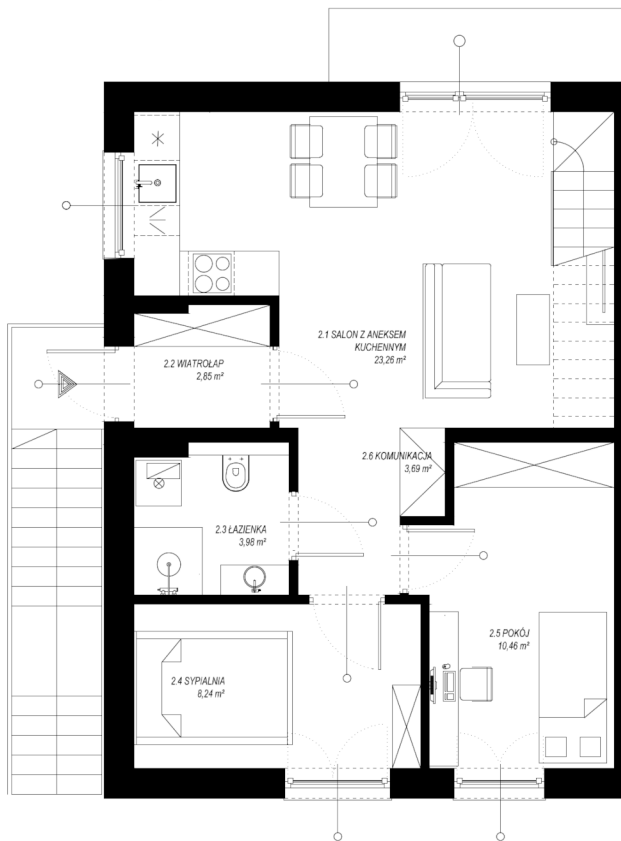 2.1 SALON Z ANEKSEM
KUCHENNYM
23,26 m²
2.2 WIATROŁAP
2,85 m²
2.6 KOMUNIKACJA
3,69 m²
2.3 ŁAZIENKA
3,98 m²
2.5 POKÓJ
10,46 m²
2.4 SYPIALNIA
8,24 m²